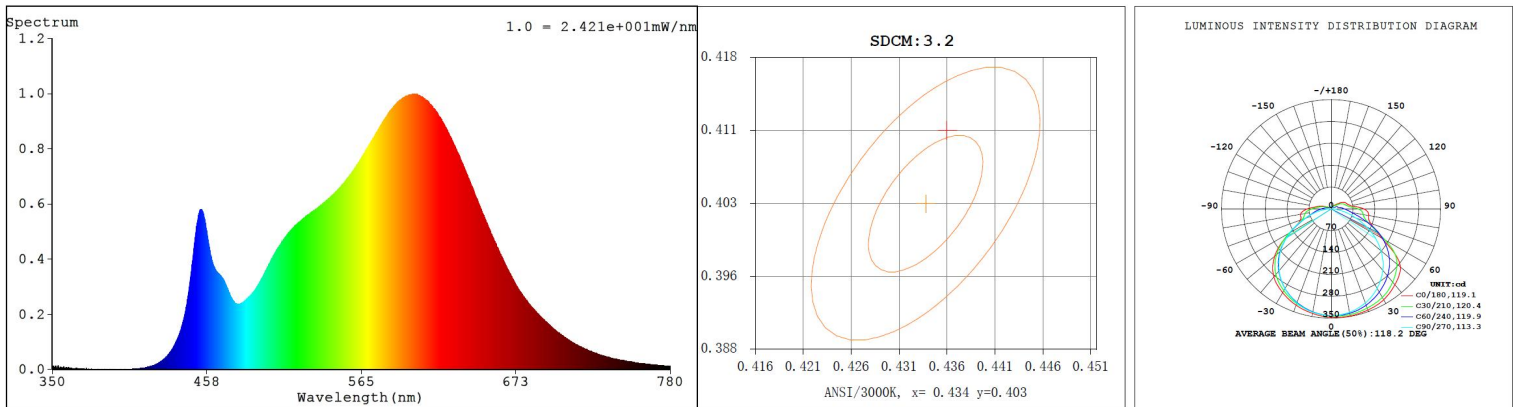 Spectrum
1.0 = 2.421e+001mW/nm
1.2
1.0
0.8
0.6
0.4
0.2
0.0
350 458 565 673 780
Wavelength(nm)
SDCM:3.2
0.418
0.411
0.403
0.396
0.388
0.416 0.421 0.426 0.431 0.436 0.441 0.446 0.451
ANSI/3000K, x= 0.434 y=0.403
LUMINOUS INTENSITY DISTRIBUTION DIAGRAM
-/+180
-150 150
-120 120
-90 0 90
70
140
-60 210 60
UNIT:cd
280
C0/180,119.1
-30 350 30
C30/210,120.4
C60/240,119.9
0
C90/270,113.3
AVERAGE BEAM ANGLE(50%):118.2 DEG